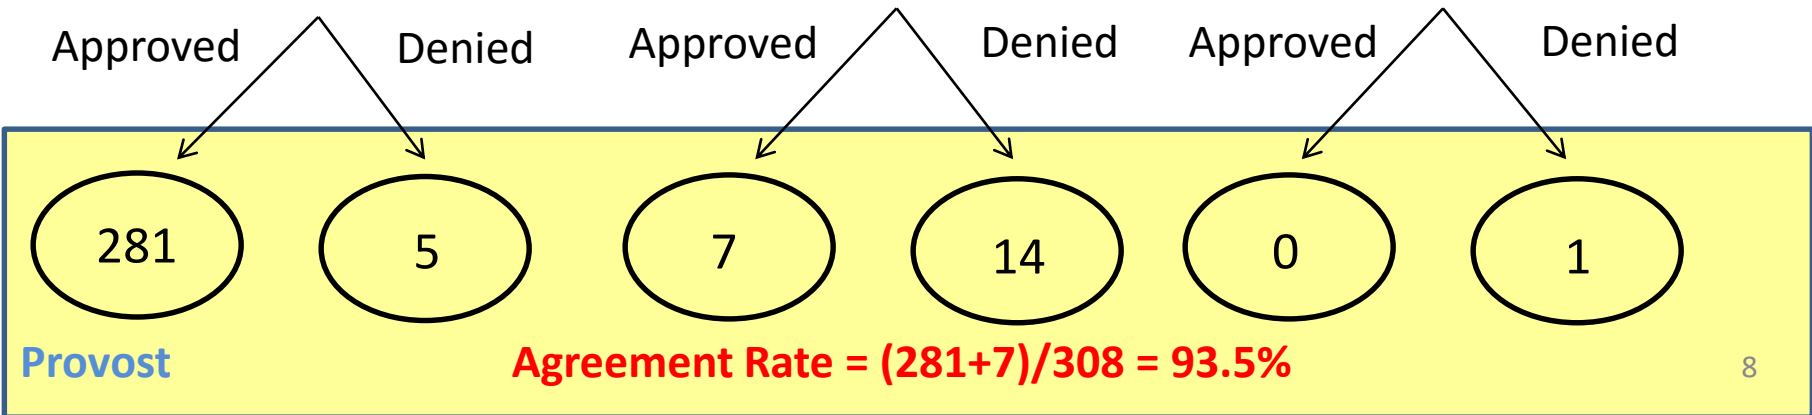 Approved Denied Approved Denied Approved Denied
281 5 7 14 0 1
Provost Agreement Rate = (281+7)/308 = 93.5% 8